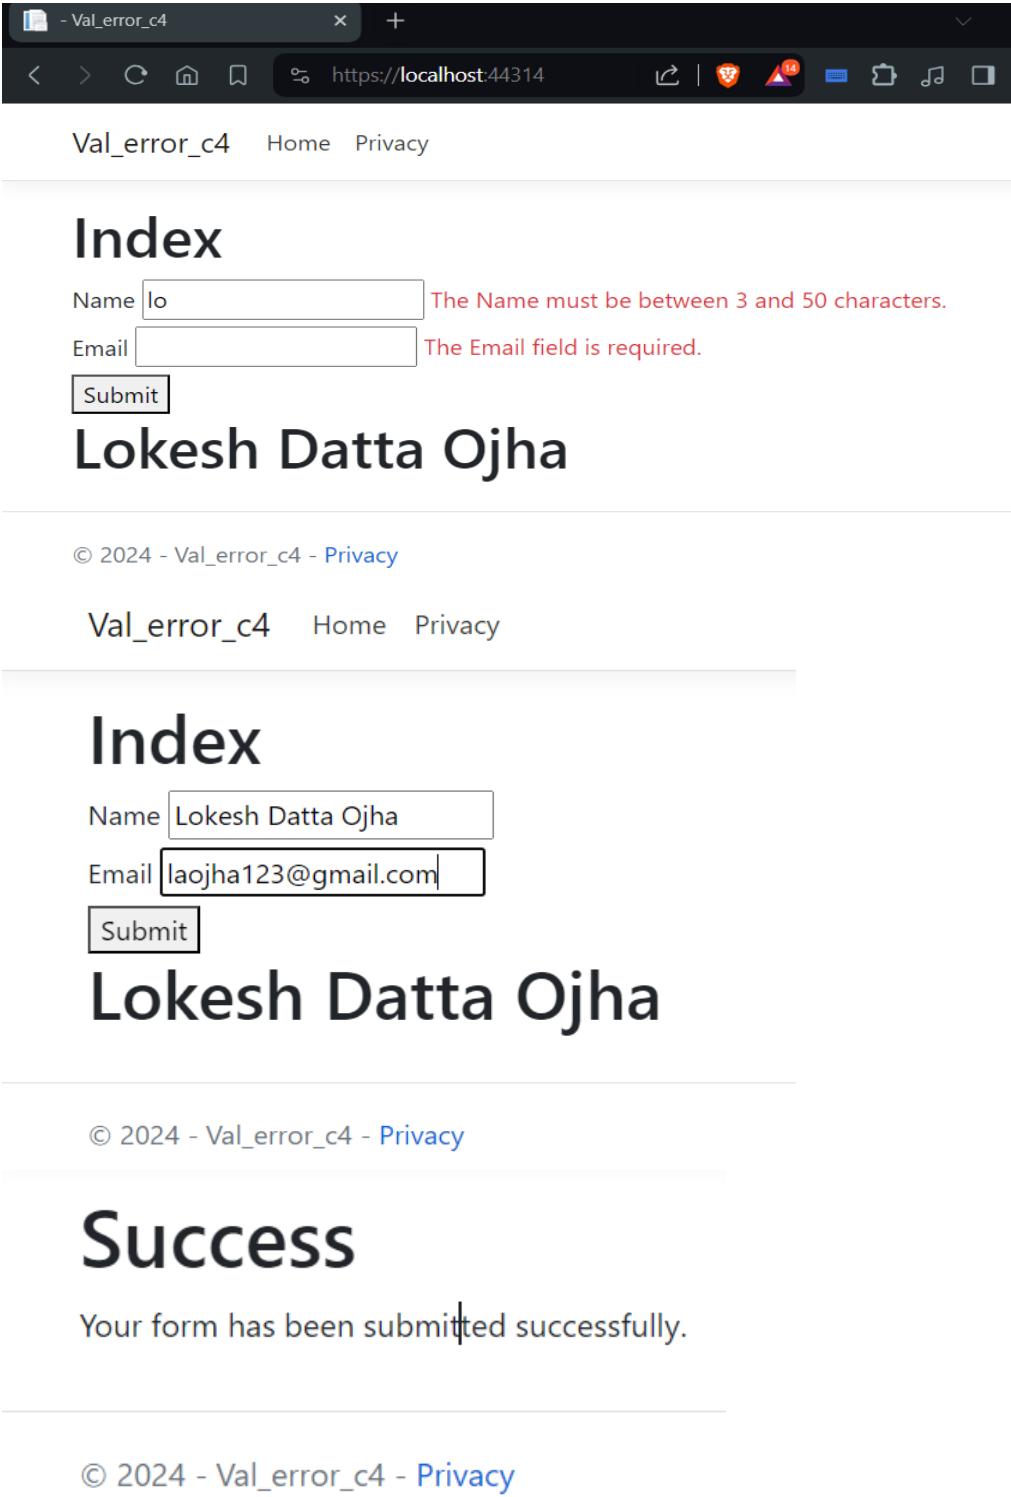 - Val_error_c4
https://localhost:44314
14
Val_error_c4 Home Privacy
Index
Name lo The Name must be between 3 and 50 characters.
Email The Email field is required.
Submit
Lokesh Datta Ojha
© 2024 - Val_error_c4 - Privacy
Val_error_c4 Home Privacy
Index
Name Lokesh Datta Ojha
Email laojha123@gmail.com
Submit
Lokesh Datta Ojha
© 2024 - Val_error_c4 - Privacy
Success
Your form has been submitted successfully.
© 2024 - Val_error_c4 - Privacy